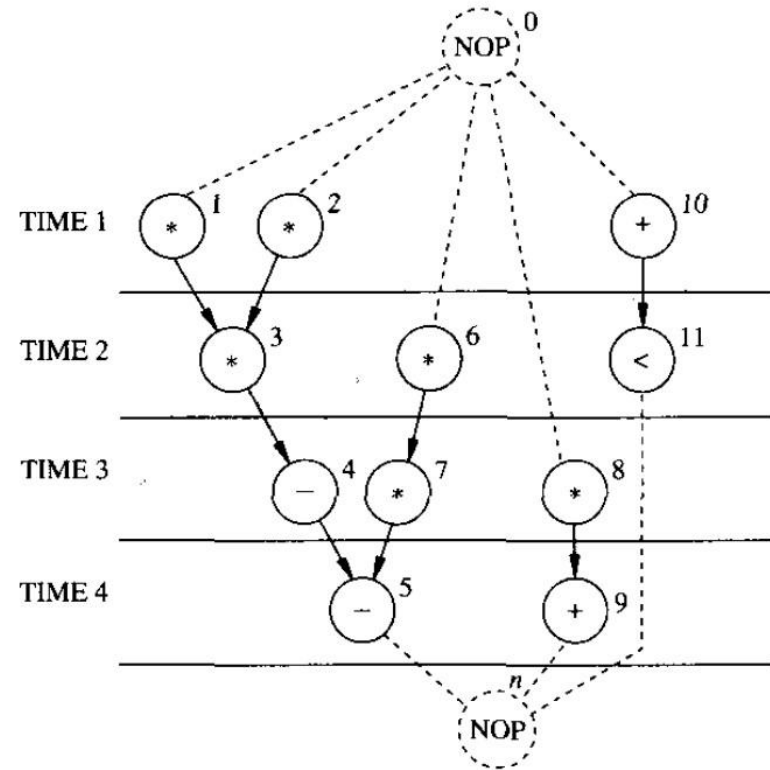 NOP 0
TIME 1 * 1 * 2 + 10
TIME 2 * 3 * 6 < 11
TIME 3 − 4 * 7 * 8
TIME 4 − 5 + 9
n
NOP